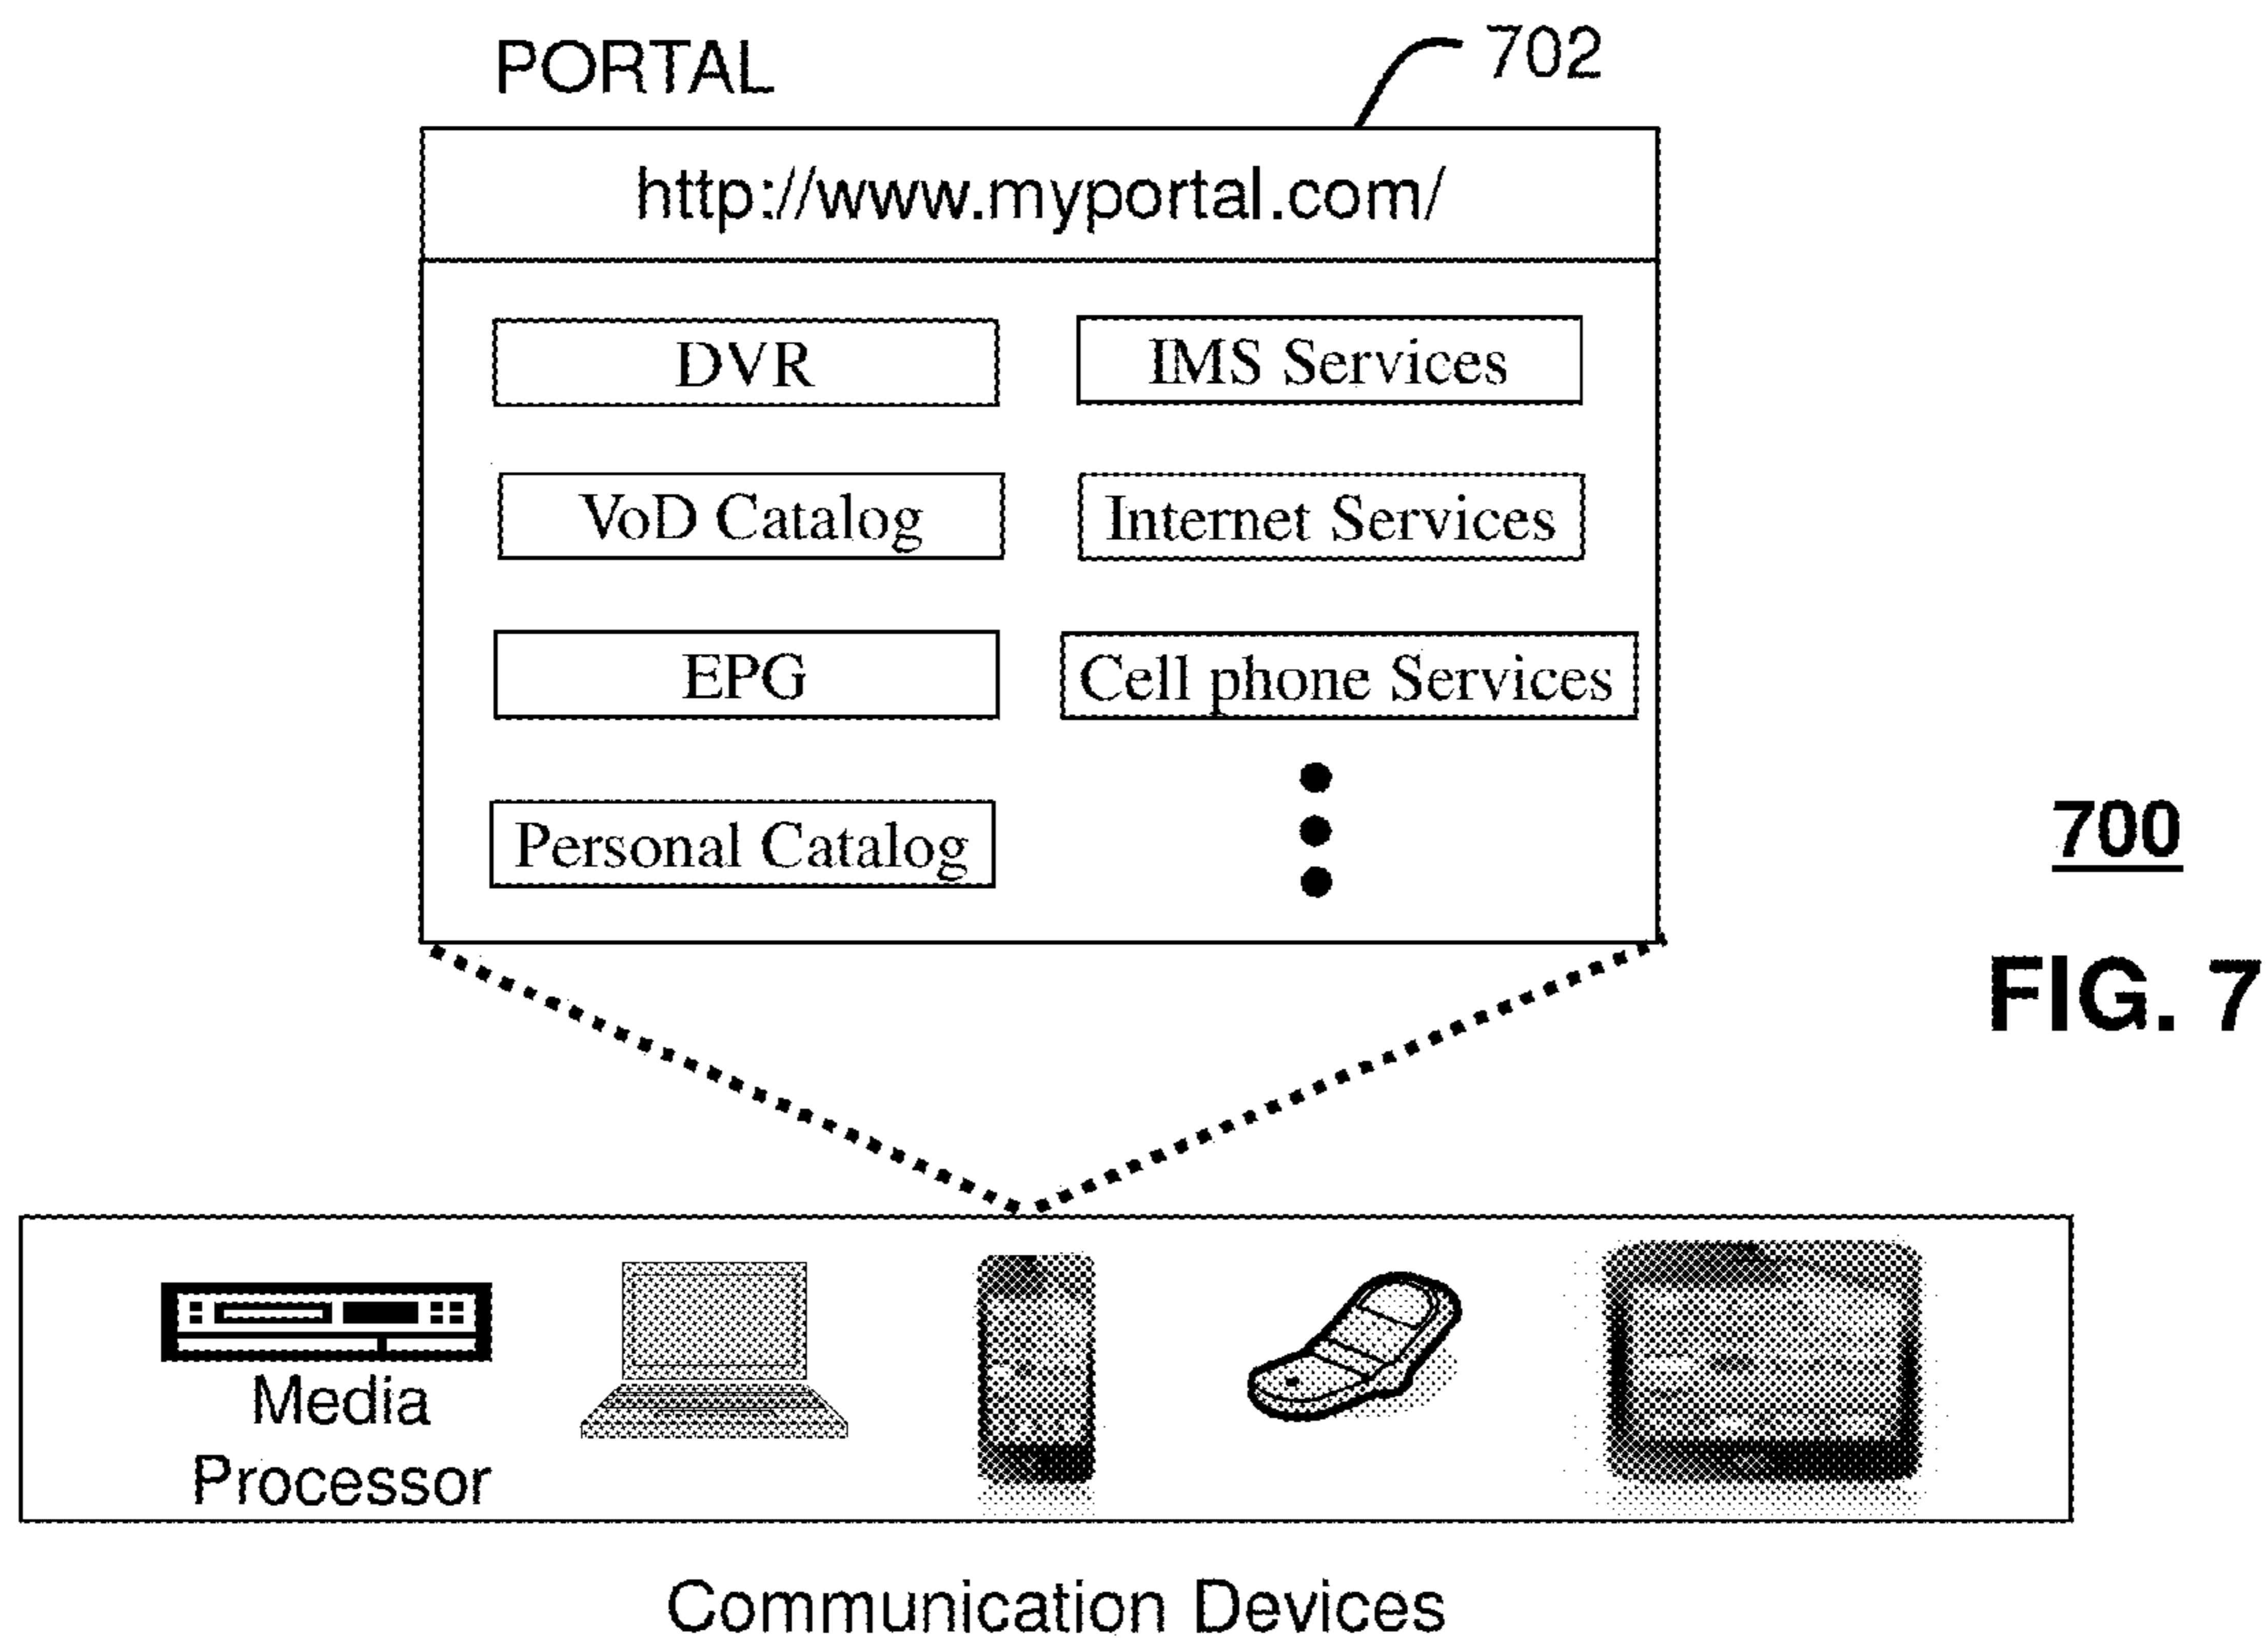 PORTAL
702
http://www.myportal.com/
DVR
IMS Services
VoD Catalog
Internet Services
EPG
Cell phone Services
Personal Catalog
700
FIG. 7
Media
Processor
Communication Devices